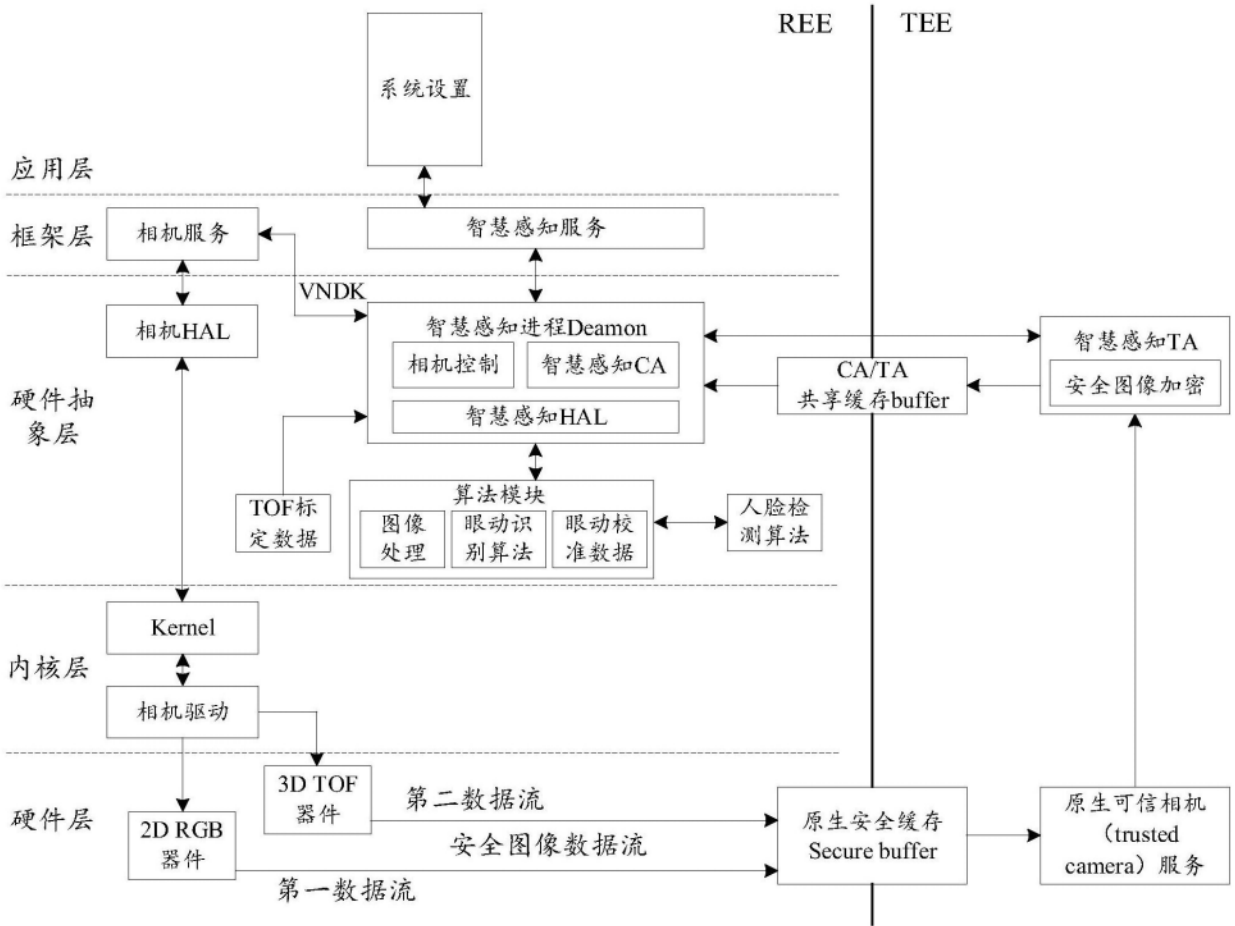 REE
TEE
系统设置
应用层
框架层
相机服务
智慧感知服务
VNDK
相机HAL
智慧感知进程Deamon
相机控制
智慧感知CA
智慧感知HAL
CA/TA
共享缓存buffer
智慧感知TA
安全图像加密
硬件抽
象层
TOF标
定数据
算法模块
图像
处理
眼动识
别算法
眼动校
准数据
人脸检
测算法
Kernel
内核层
相机驱动
硬件层
3D TOF
器件
2D RGB
器件
第二数据流
安全图像数据流
第一数据流
原生安全缓存
Secure buffer
原生可信相机
（trusted
camera）服务